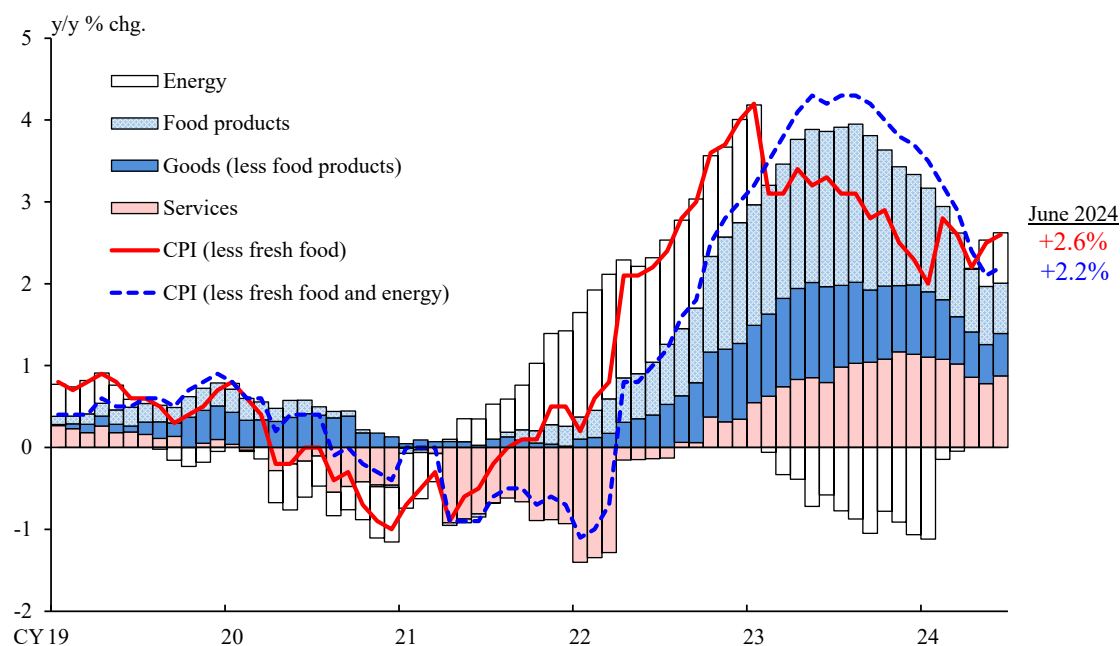 y/y % chg.
5
4
3
2
1
0
-1
-2
Energy
Food products
Goods (less food products)
Services
CPI (less fresh food)
CPI (less fresh food and energy)
June 2024
+2.6%
+2.2%
CY 19 20 21 22 23 24